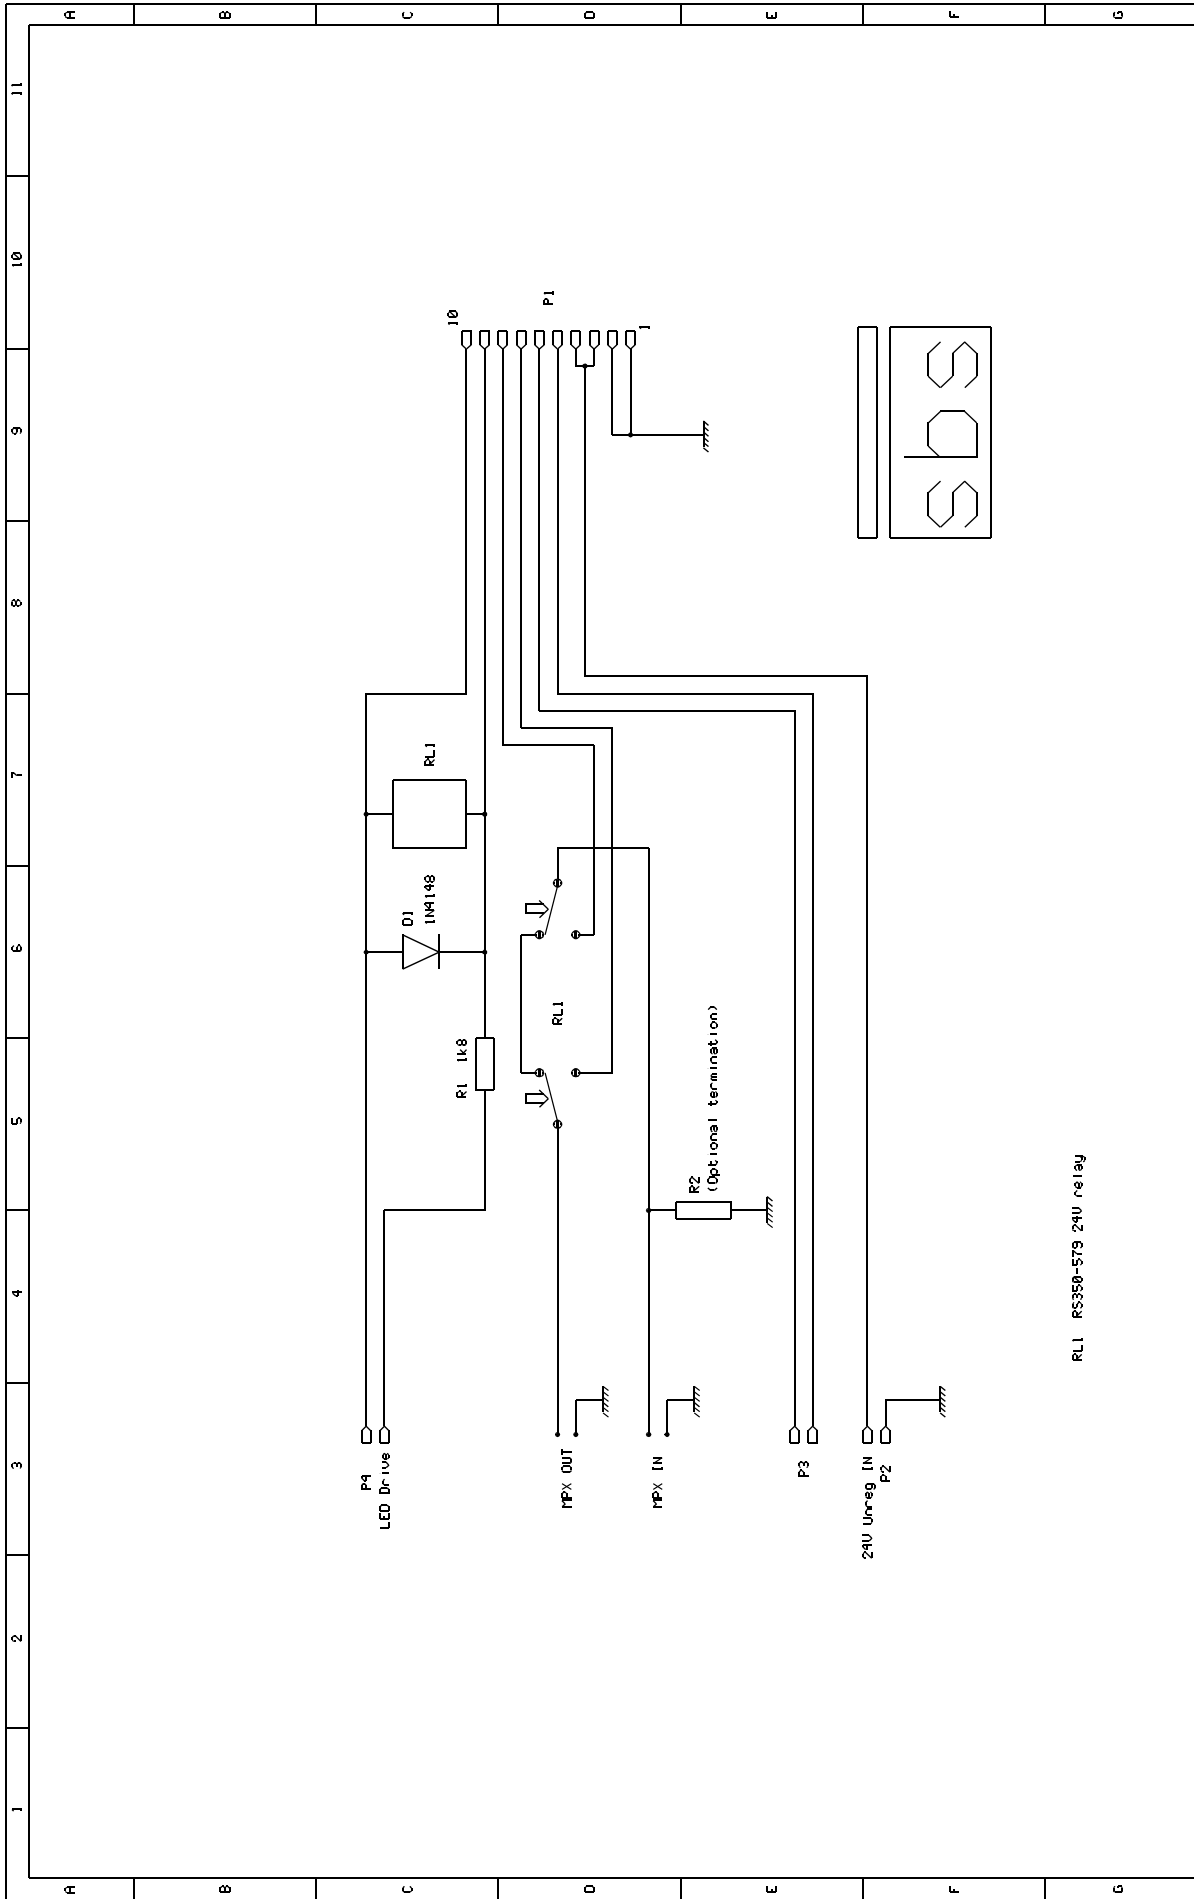 1 2 3 4 5 6 7 8 9 10 11
A A
B B
C C
D D
E E
F F
G G
P4
LED Drive
R1 1k8
D1
1N4148
RL1
10
P1
1
RL1
MPX OUT
MPX IN
R2
(Optional termination)
P3
24V Unreg IN
P2
sbs
RL1 RS350-579 24V relay